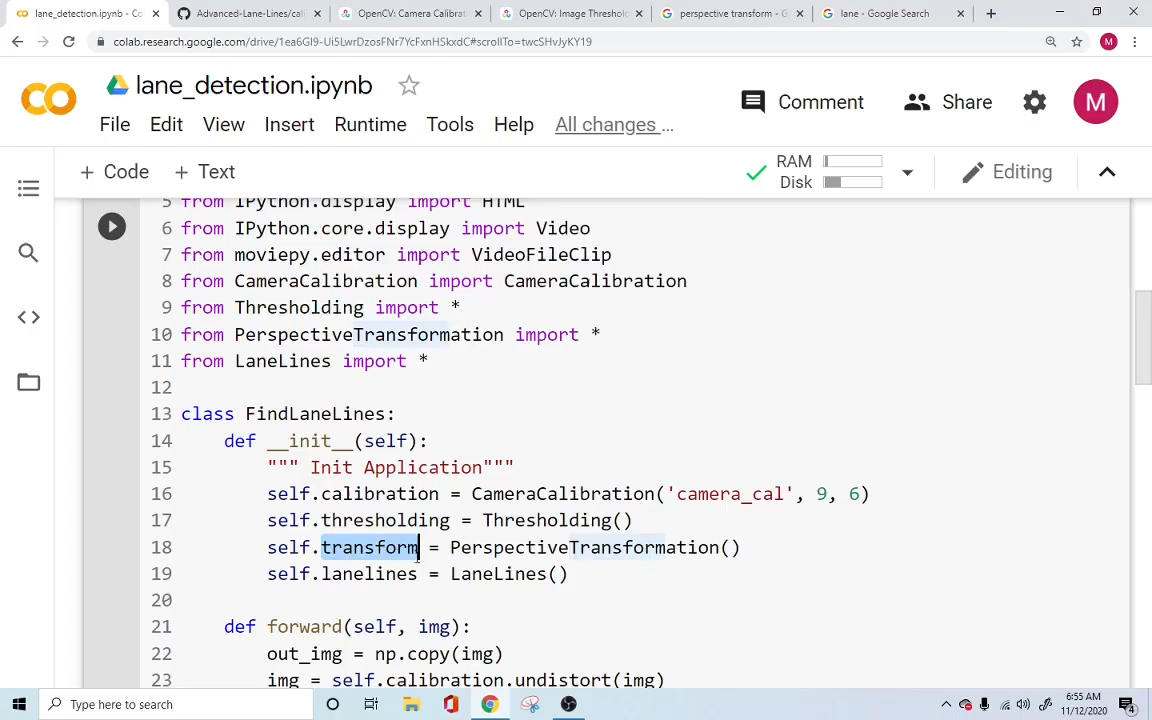 lane_detection.ipynb - Co
Advanced-Lane-Lines/cali
OpenCV: Camera Calibrat
OpenCV: Image Threshold
perspective transform - G
lane - Google Search
colab.research.google.com/drive/1ea6GI9-Ui5LwrDzosFNr7YcFxnHSkxdC#scrollTo=twcSHvJyKY19
M
lane_detection.ipynb
Comment
Share
M
File Edit View Insert Runtime Tools Help All changes …
+ Code + Text
RAM
Disk
Editing
5 from IPython.display import HTML
6 from IPython.core.display import Video
7 from moviepy.editor import VideoFileClip
8 from CameraCalibration import CameraCalibration
9 from Thresholding import *
10 from PerspectiveTransformation import *
11 from LaneLines import *
12
13 class FindLaneLines:
14 def __init__(self):
15 """ Init Application"""
16 self.calibration = CameraCalibration('camera_cal', 9, 6)
17 self.thresholding = Thresholding()
18 self.transform = PerspectiveTransformation()
19 self.lanelines = LaneLines()
20
21 def forward(self, img):
22 out_img = np.copy(img)
23 img = self.calibration.undistort(img)
Type here to search
6:55 AM
11/12/2020
4